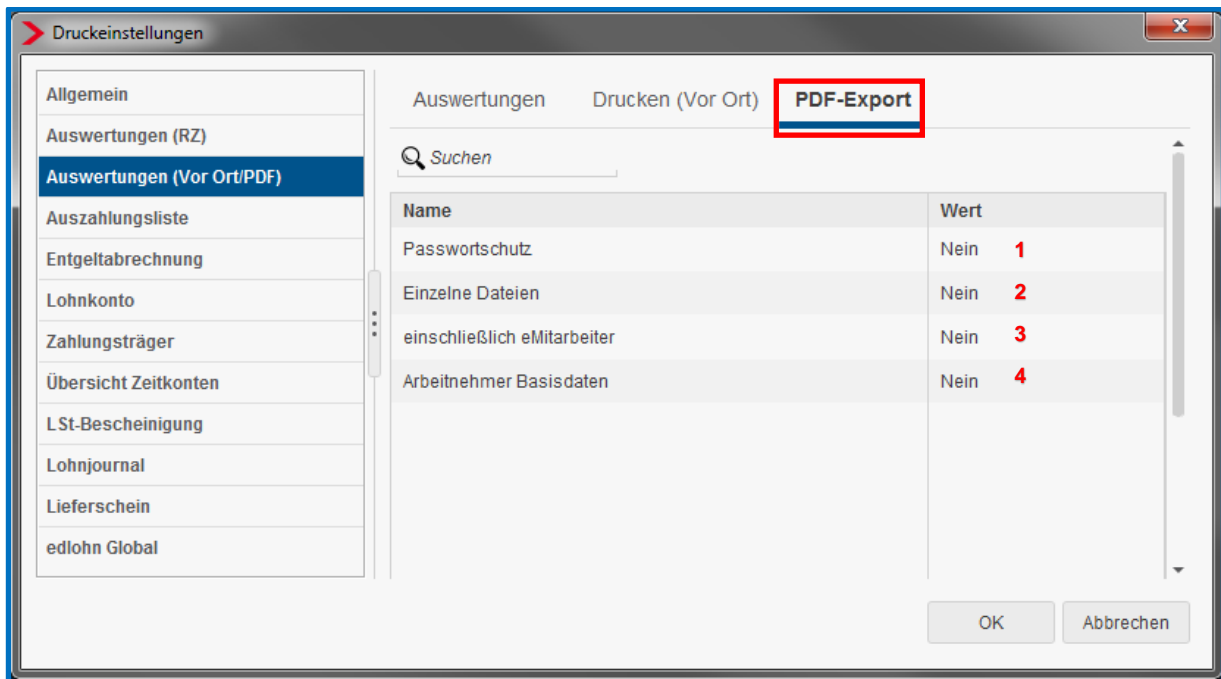 Druckeinstellungen
Allgemein
Auswertungen (RZ)
Auswertungen (Vor Ort/PDF)
Auszahlungsliste
Entgeltabrechnung
Lohnkonto
Zahlungsträger
Übersicht Zeitkonten
LSt-Bescheinigung
Lohnjournal
Lieferschein
edlohn Global
Auswertungen Drucken (Vor Ort) PDF-Export
Suchen
Name Wert
Passwortschutz Nein 1
Einzelne Dateien Nein 2
einschließlich eMitarbeiter Nein 3
Arbeitnehmer Basisdaten Nein 4
OK Abbrechen